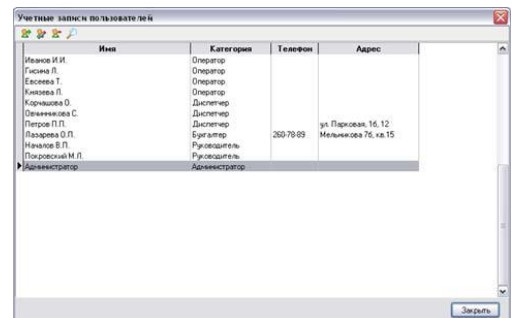 Учетные записи пользователей
Имя Категория Телефон Адрес
Иванов И.И. Оператор
Гисина Л. Оператор
Евсеева Т. Оператор
Князева Л. Оператор
Корчашова О. Диспетчер
Овчинникова С. Диспетчер
Петров П.П. Диспетчер ул. Парковая, 16, 12
Лазарева О.Л. Бухгалтер 260-78-89 Мельникова 76, кв.15
Началов В.П. Руководитель
Покровский М.Л. Руководитель
Администратор Администратор
Закрыть